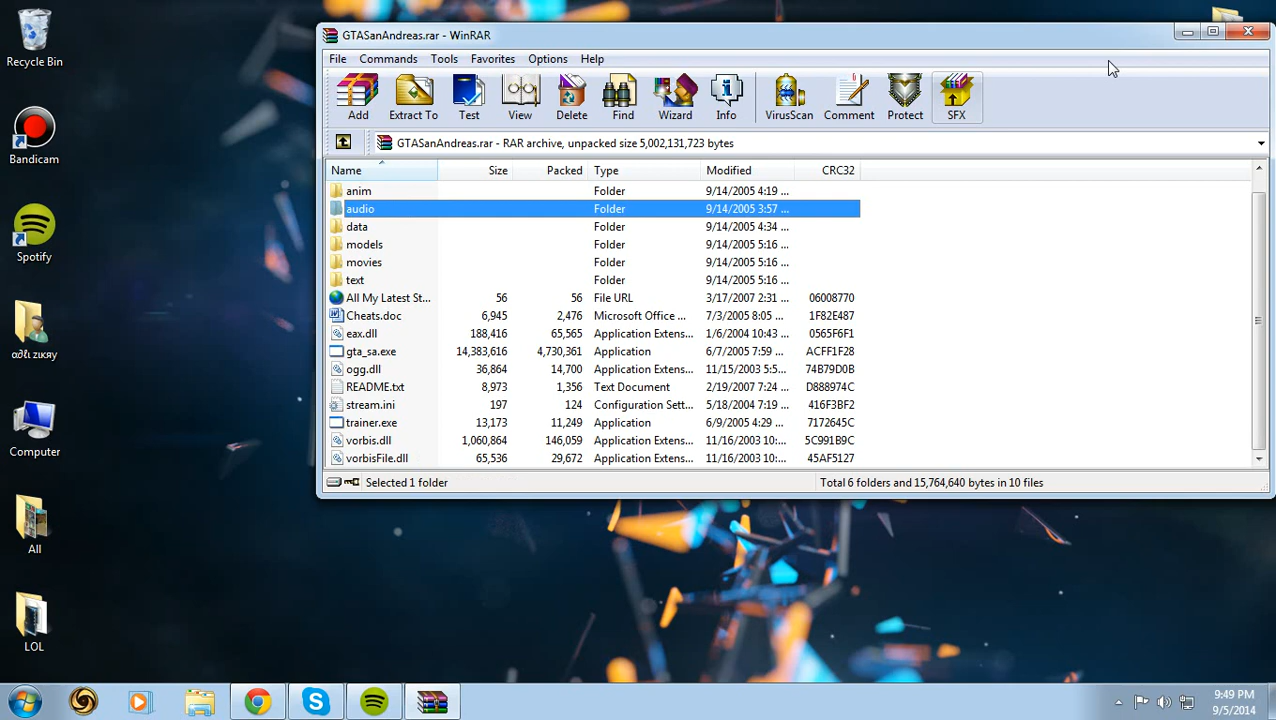 Recycle Bin
Bandicam
Spotify
αϑℓι zικяу
Computer
All
LOL
GTASanAndreas.rar - WinRAR
File Commands Tools Favorites Options Help
Add Extract To Test View Delete Find Wizard Info VirusScan Comment Protect SFX
GTASanAndreas.rar - RAR archive, unpacked size 5,002,131,723 bytes
Name Size Packed Type Modified CRC32
anim Folder 9/14/2005 4:19 ...
audio Folder 9/14/2005 3:57 ...
data Folder 9/14/2005 4:34 ...
models Folder 9/14/2005 5:16 ...
movies Folder 9/14/2005 5:16 ...
text Folder 9/14/2005 5:16 ...
All My Latest St... 56 56 File URL 3/17/2007 2:31 ... 06008770
Cheats.doc 6,945 2,476 Microsoft Office ... 7/3/2005 8:05 ... 1F82E487
eax.dll 188,416 65,565 Application Extens... 1/6/2004 10:43 ... 0565F6F1
gta_sa.exe 14,383,616 4,730,361 Application 6/7/2005 7:59 ... ACFF1F28
ogg.dll 36,864 14,700 Application Extens... 11/15/2003 5:5... 74B79D0B
README.txt 8,973 1,356 Text Document 2/19/2007 7:24 ... D888974C
stream.ini 197 124 Configuration Sett... 5/18/2004 7:19 ... 416F3BF2
trainer.exe 13,173 11,249 Application 6/9/2005 4:29 ... 7172645C
vorbis.dll 1,060,864 146,059 Application Extens... 11/16/2003 10:... 5C991B9C
vorbisFile.dll 65,536 29,672 Application Extens... 11/16/2003 10:... 45AF5127
Selected 1 folder Total 6 folders and 15,764,640 bytes in 10 files
9:49 PM
9/5/2014